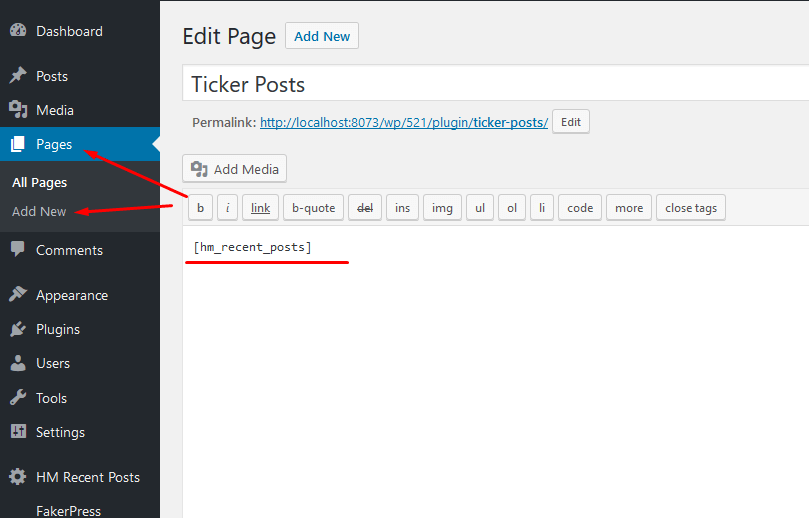 Dashboard
Posts
Media
Pages
All Pages
Add New
Comments
Appearance
Plugins
Users
Tools
Settings
HM Recent Posts
FakerPress
Edit Page Add New
Ticker Posts
Permalink: http://localhost:8073/wp/521/plugin/ticker-posts/ Edit
Add Media
b i link b-quote del ins img ul ol li code more close tags
[hm_recent_posts]